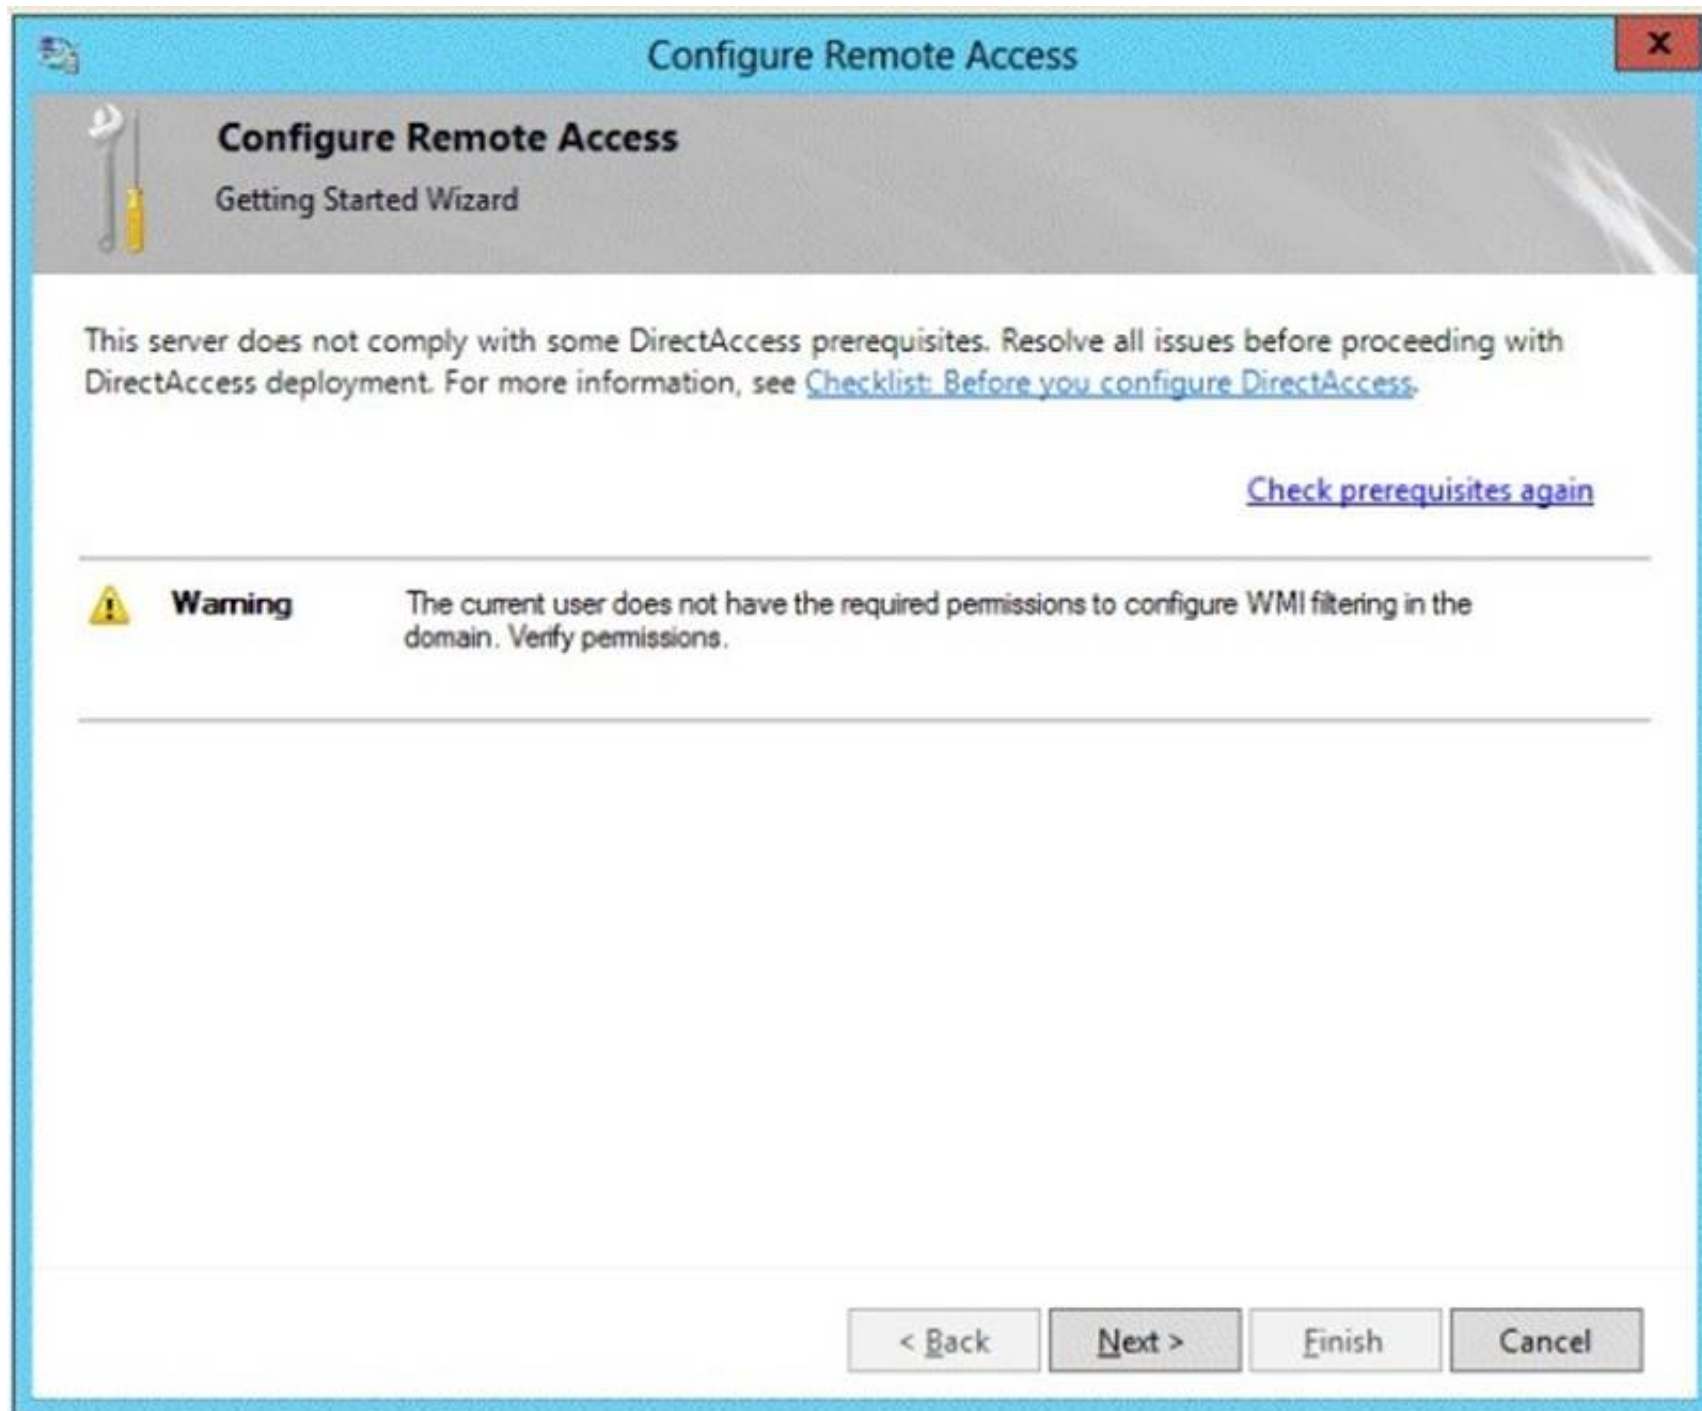 Configure Remote Access
Configure Remote Access
Getting Started Wizard
This server does not comply with some DirectAccess prerequisites. Resolve all issues before proceeding with
DirectAccess deployment. For more information, see Checklist: Before you configure DirectAccess.
Check prerequisites again
Warning The current user does not have the required permissions to configure WMI filtering in the
domain. Verify permissions.
< Back Next > Finish Cancel